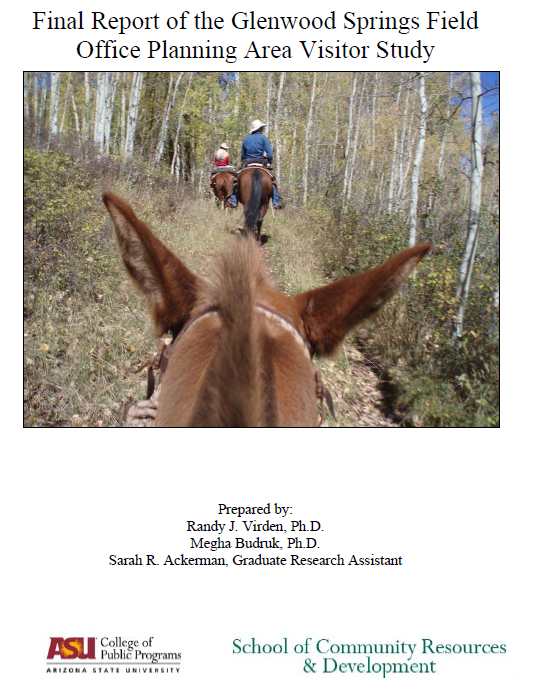 Final Report of the Glenwood Springs Field
Office Planning Area Visitor Study
Prepared by:
Randy J. Virden, Ph.D.
Megha Budruk, Ph.D.
Sarah R. Ackerman, Graduate Research Assistant
ASU College of
Public Programs
ARIZONA STATE UNIVERSITY
School of Community Resources
& Development